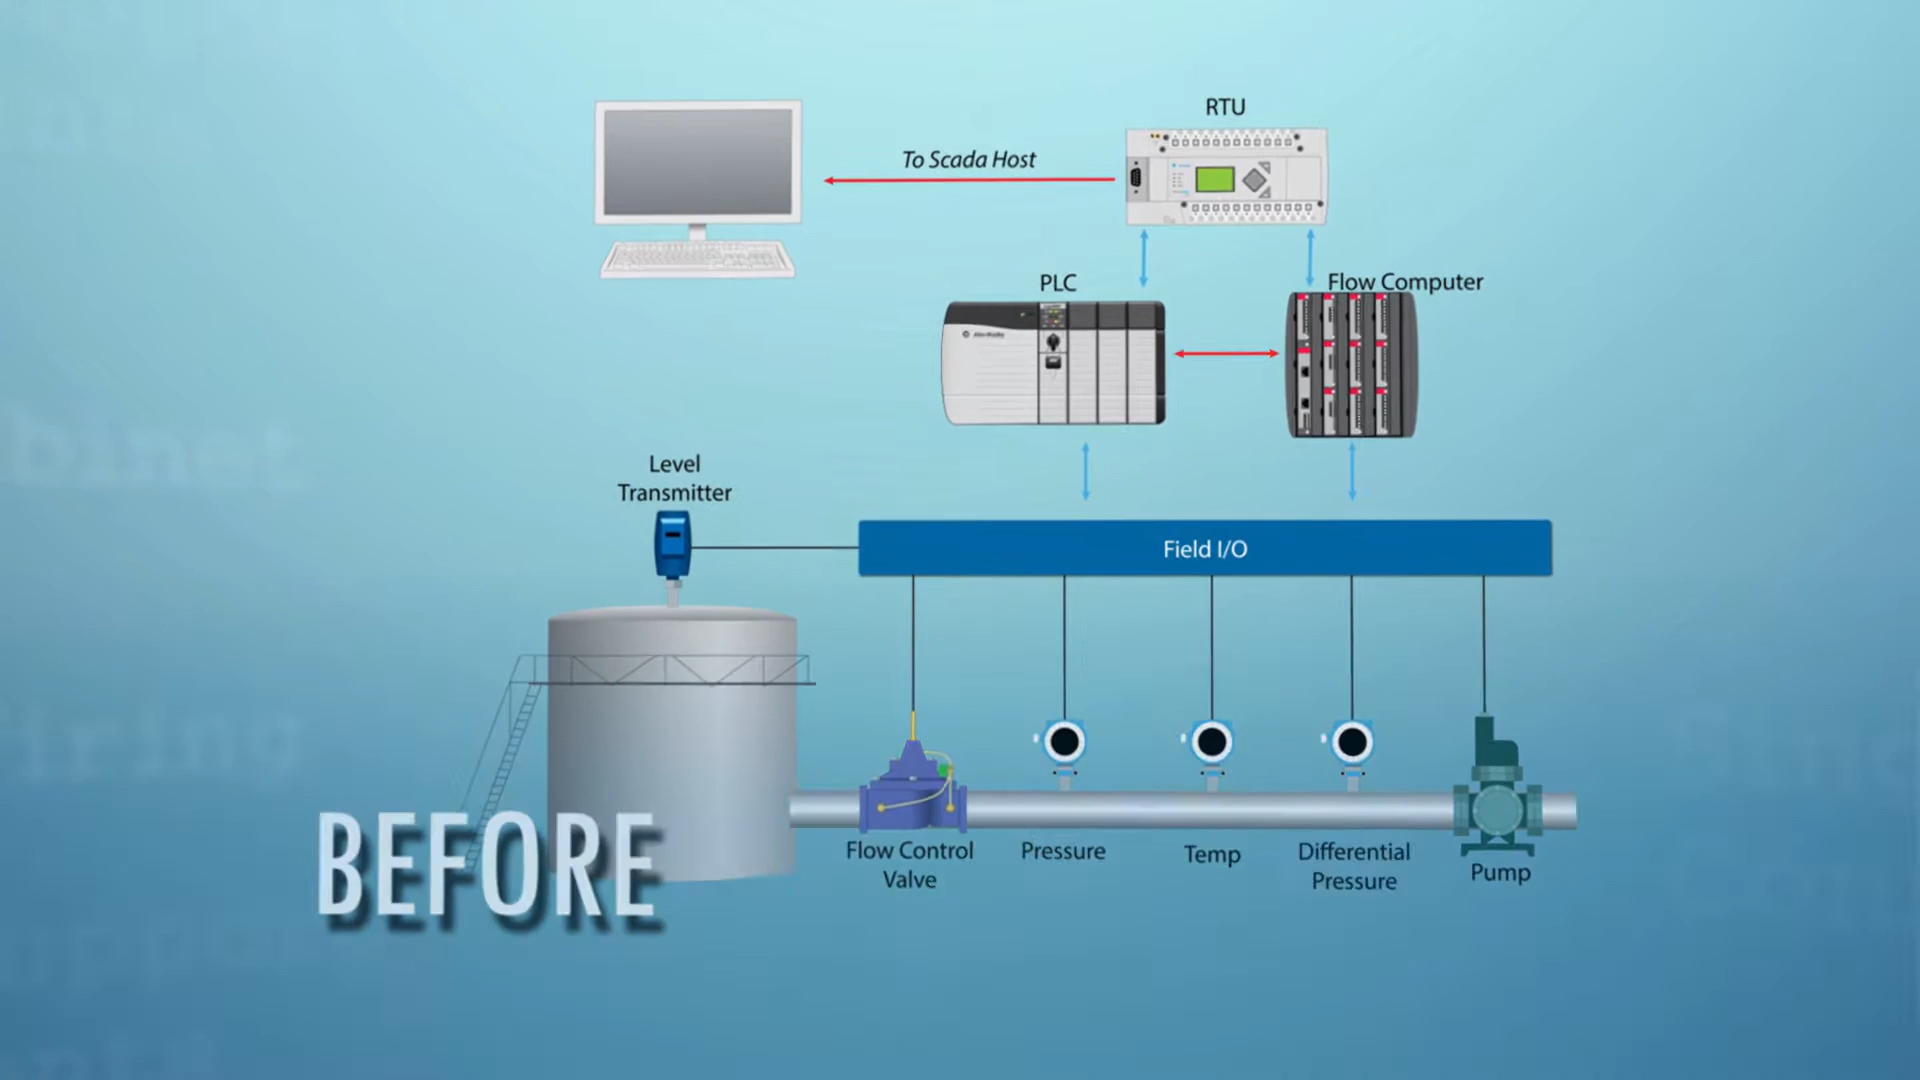 RTU
To Scada Host
PLC
Flow Computer
Level
Transmitter
Field I/O
Flow Control
Valve
Pressure
Temp
Differential
Pressure
Pump
BEFORE